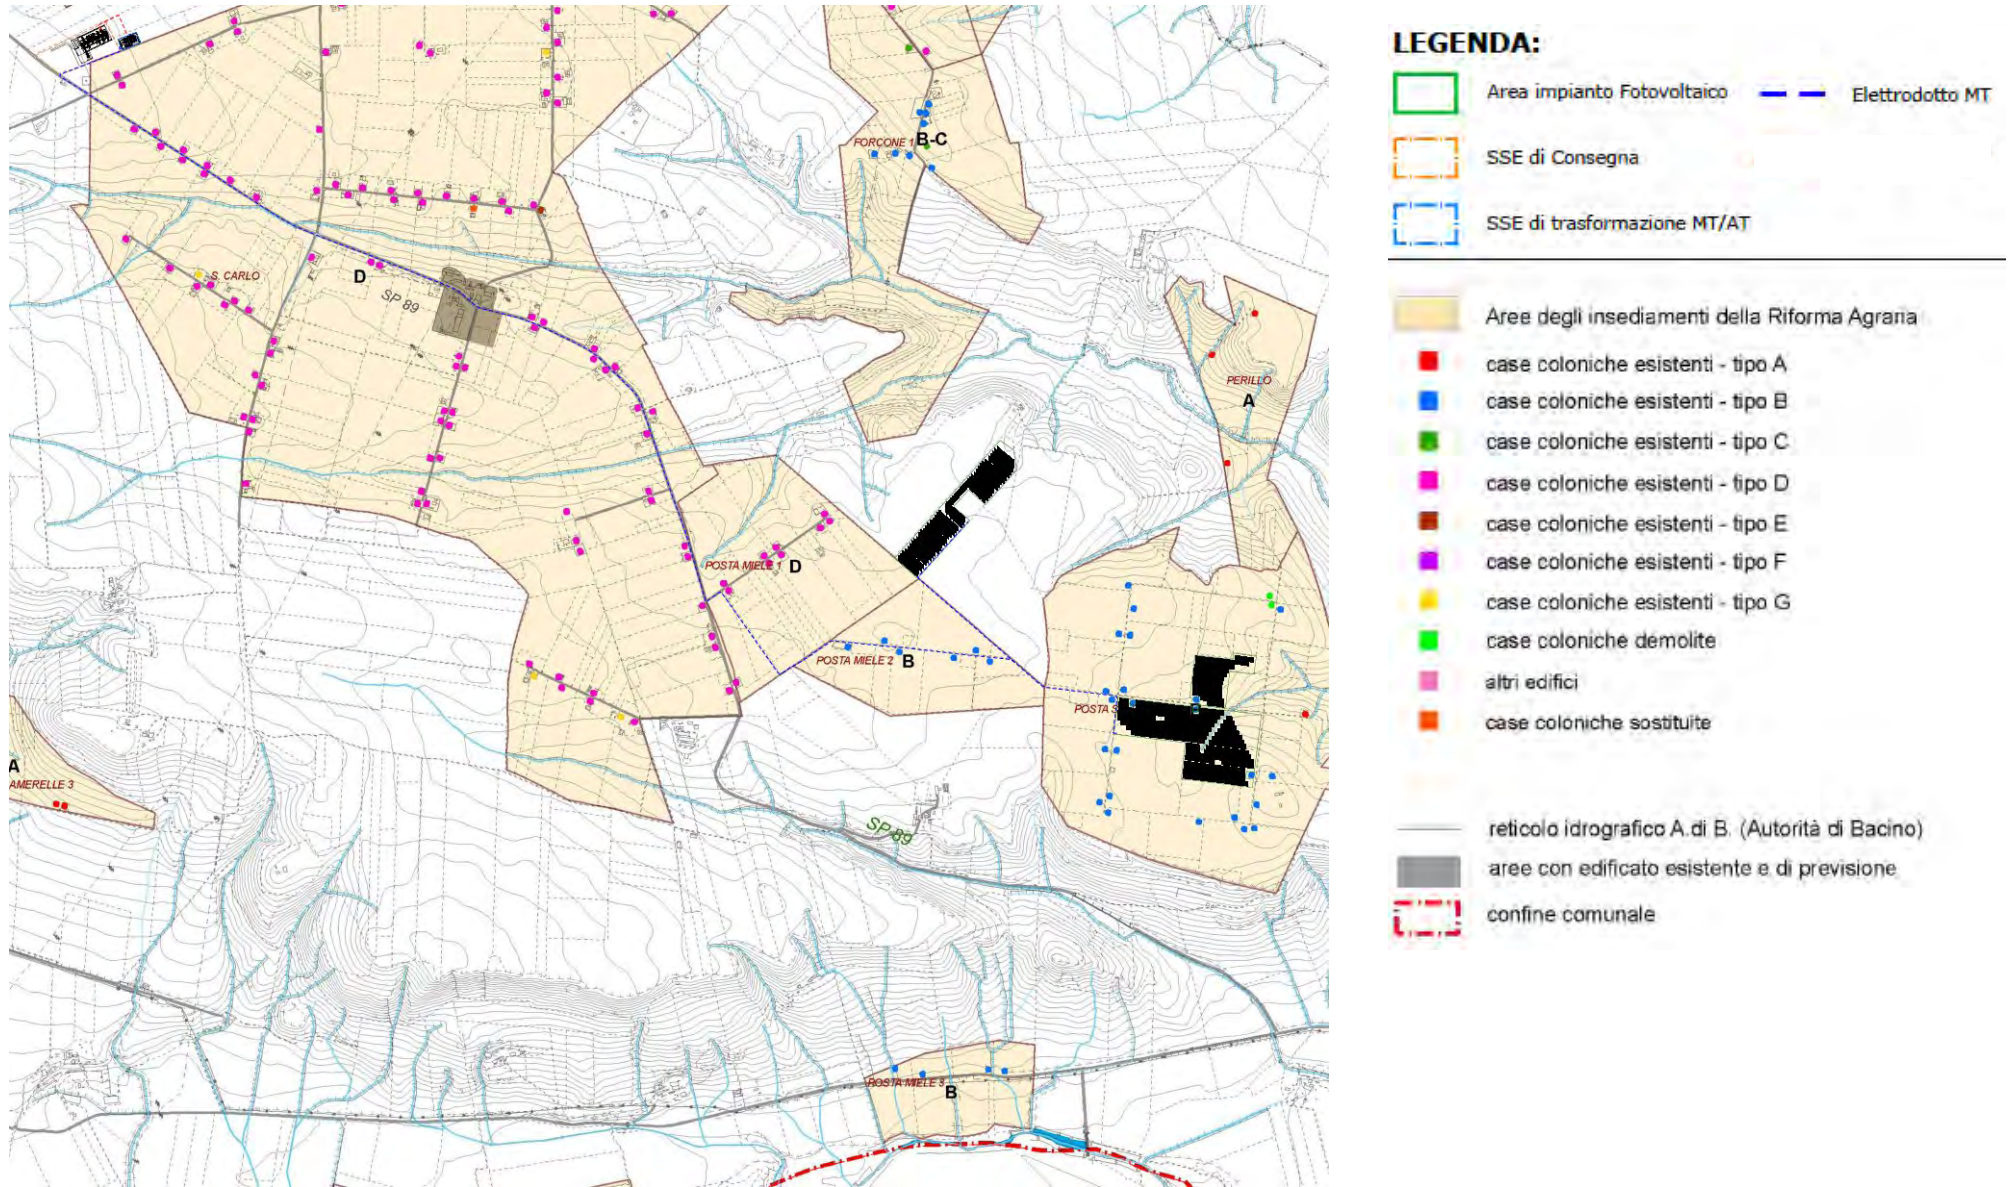 FORCONE 1
B-C
S. CARLO
D
SP 89
PERILLO
A
POSTA MIELE 1
D
POSTA MIELE 2
B
POSTA S
A
AMERELLE 3
SP 89
POSTA MIELE 3
B
LEGENDA:
Area impianto Fotovoltaico
Elettrodotto MT
SSE di Consegna
SSE di trasformazione MT/AT
Aree degli insediamenti della Riforma Agraria
case coloniche esistenti - tipo A
case coloniche esistenti - tipo B
case coloniche esistenti - tipo C
case coloniche esistenti - tipo D
case coloniche esistenti - tipo E
case coloniche esistenti - tipo F
case coloniche esistenti - tipo G
case coloniche demolite
altri edifici
case coloniche sostituite
reticolo idrografico A.di B. (Autorità di Bacino)
aree con edificato esistente e di previsione
confine comunale